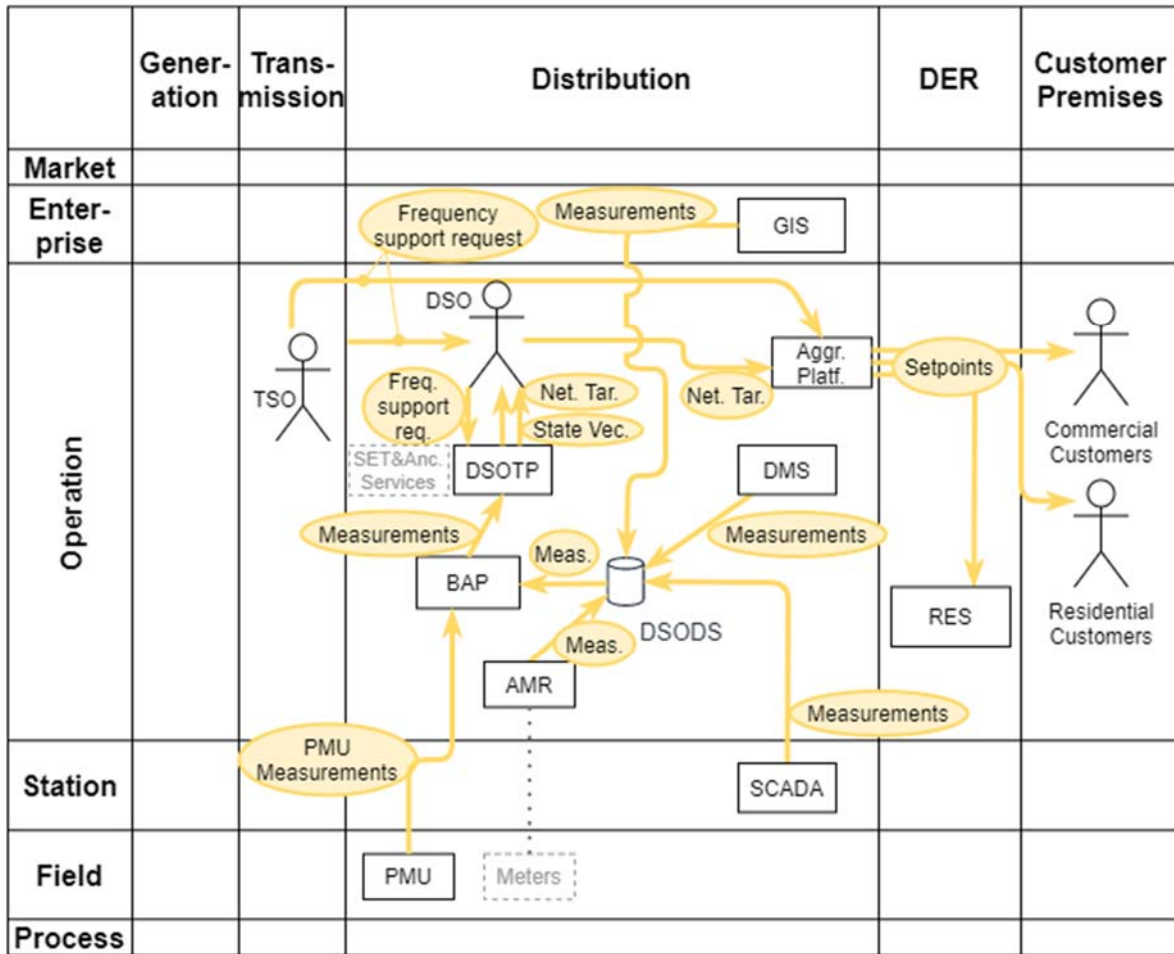 Gener-
ation
Trans-
mission
Distribution
DER
Customer
Premises
Market
Enter-
prise
Frequency
support request
Measurements
GIS
Operation
TSO
DSO
Freq.
support
req.
Net. Tar.
State Vec.
Net. Tar.
Aggr.
Platf.
Setpoints
Commercial
Customers
SET&Anc.
Services
DSOTP
DMS
Measurements
Measurements
BAP
Meas.
DSODS
Meas.
AMR
RES
Residential
Customers
Measurements
Station
PMU
Measurements
SCADA
Field
PMU
Meters
Process